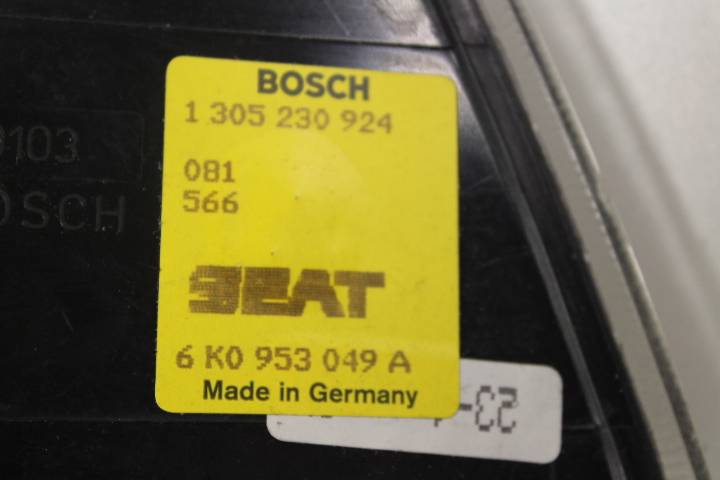 BOSCH
1 305 230 924
081
566
SEAT
6 K0 953 049 A
Made in Germany
103
OSCH